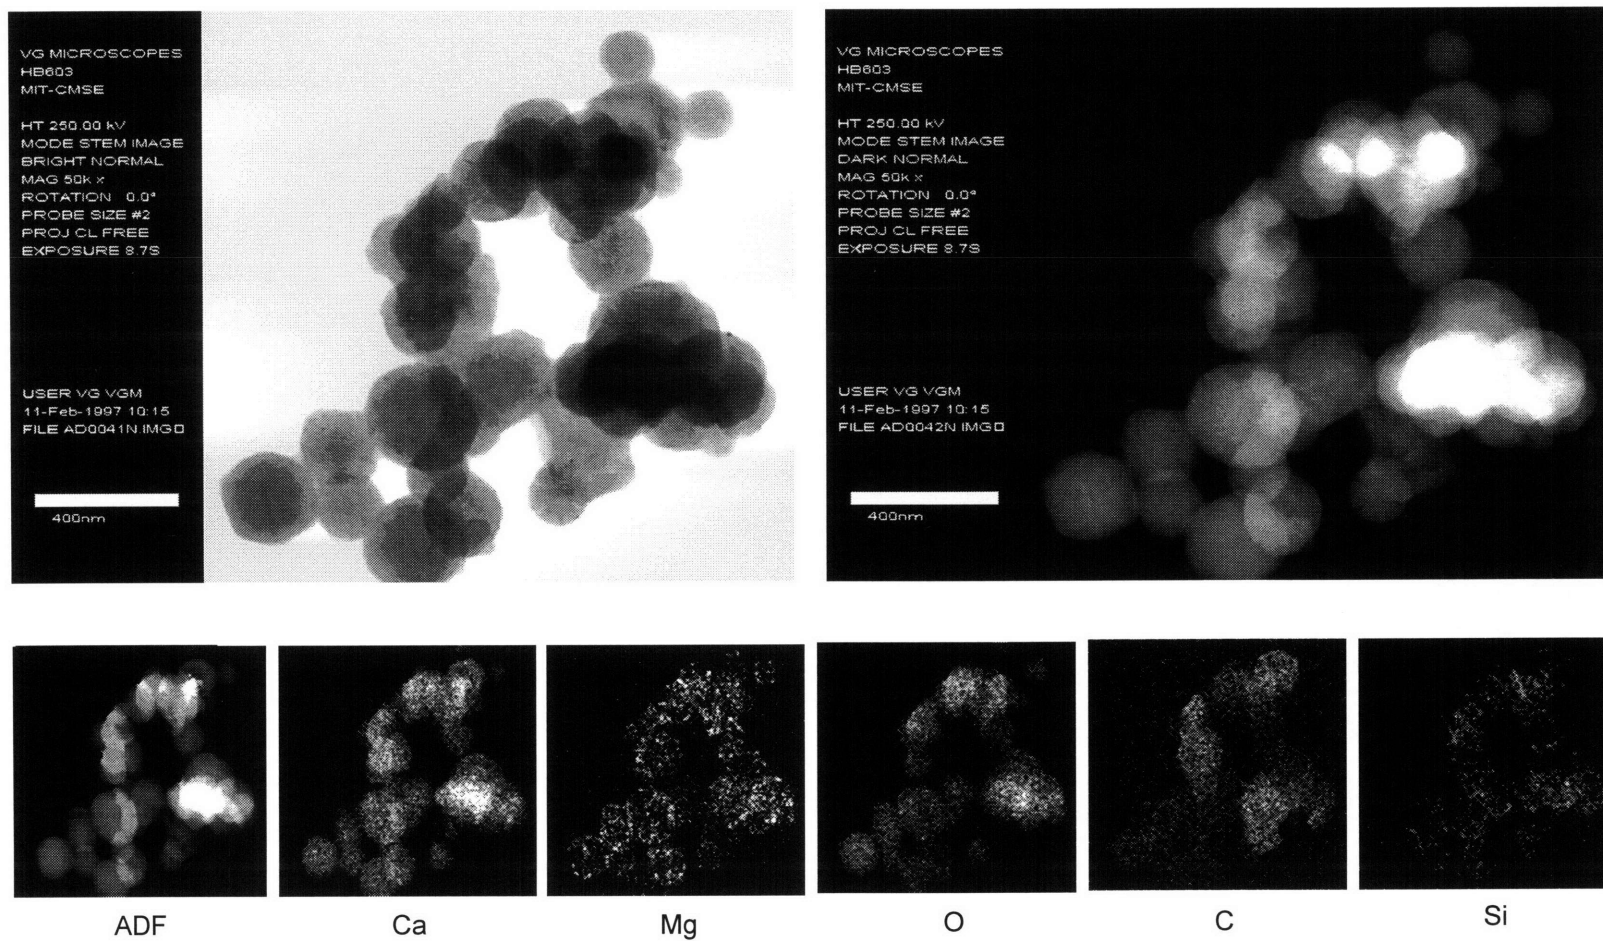 VG MICROSCOPES
HB603
MIT-CMSE
HT 250.00 kV
MODE STEM IMAGE
BRIGHT NORMAL
MAG 50k x
ROTATION 0.0°
PROBE SIZE #2
PROJ CL FREE
EXPOSURE 8.7S
USER VG VGM
11-Feb-1997 10:15
FILE AD0041N.IMG□
400nm
VG MICROSCOPES
HB603
MIT-CMSE
HT 250.00 kV
MODE STEM IMAGE
DARK NORMAL
MAG 50k x
ROTATION 0.0°
PROBE SIZE #2
PROJ CL FREE
EXPOSURE 8.7S
USER VG VGM
11-Feb-1997 10:15
FILE AD0042N.IMG□
400nm
ADF
Ca
Mg
O
C
Si